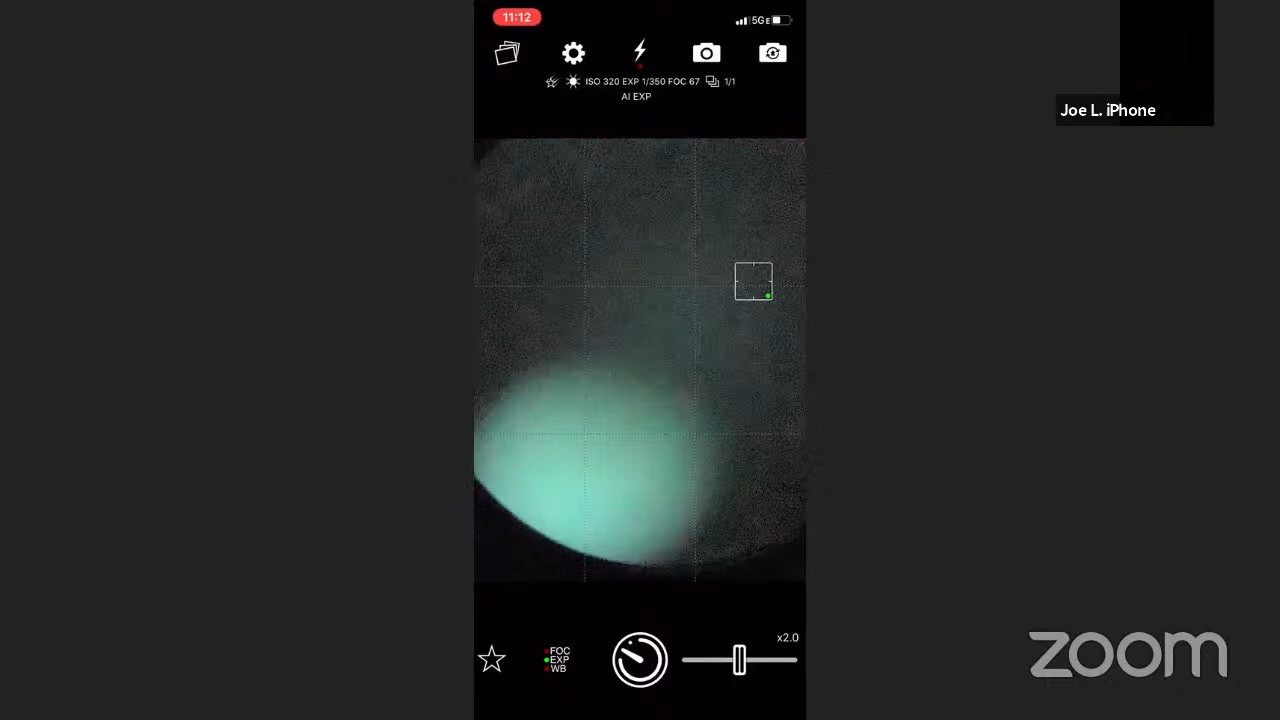 11:12
5GE
ISO 320 EXP 1/350 FOC 67 1/1
AI EXP
Joe L. iPhone
x2.0
FOC
EXP
WB
zoom